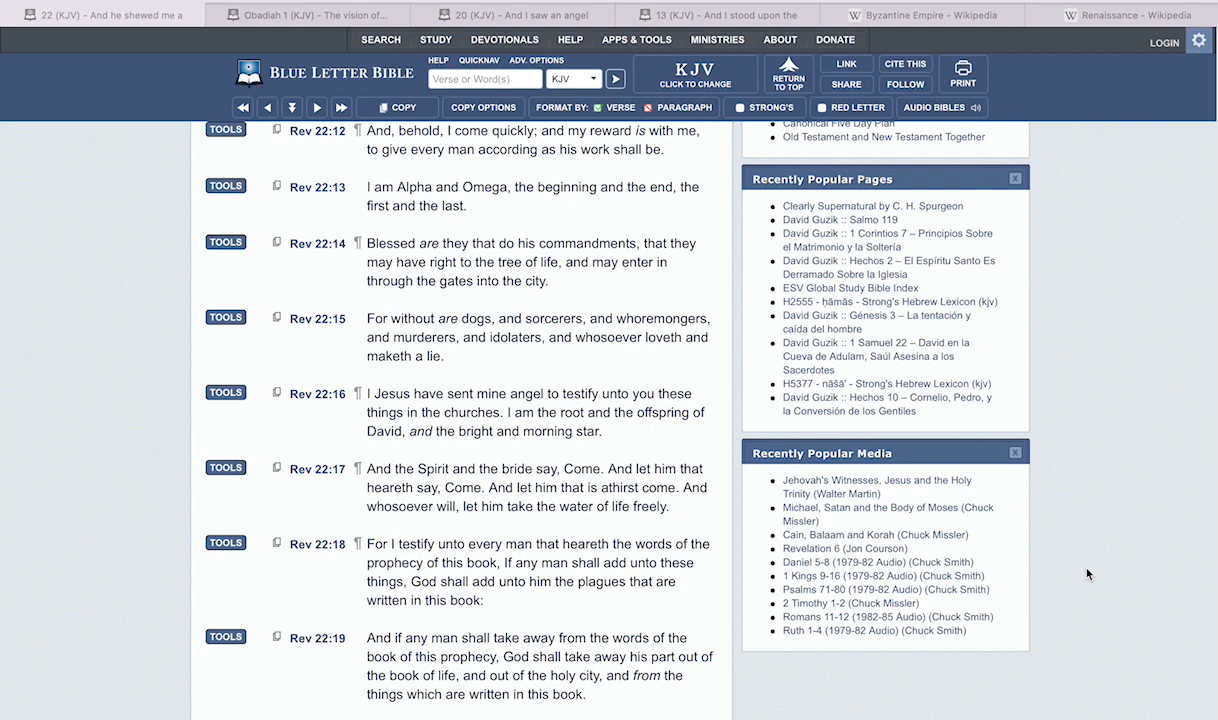 22 (KJV) - And he shewed me a
Obadiah 1 (KJV) - The vision of...
20 (KJV) - And I saw an angel
13 (KJV) - And I stood upon the
Byzantine Empire - Wikipedia
Renaissance - Wikipedia
SEARCH STUDY DEVOTIONALS HELP APPS & TOOLS MINISTRIES ABOUT DONATE
LOGIN
BLUE LETTER BIBLE
HELP QUICKNAV ADV. OPTIONS
Verse or Word(s)
KJV
KJV
CLICK TO CHANGE
RETURN
TO TOP
LINK
CITE THIS
SHARE
FOLLOW
PRINT
COPY
COPY OPTIONS
FORMAT BY: VERSE PARAGRAPH
STRONG'S
RED LETTER
AUDIO BIBLES
TOOLS Rev 22:12 ¶ And, behold, I come quickly; and my reward is with me,
to give every man according as his work shall be.
TOOLS Rev 22:13 I am Alpha and Omega, the beginning and the end, the
first and the last.
TOOLS Rev 22:14 ¶ Blessed are they that do his commandments, that they
may have right to the tree of life, and may enter in
through the gates into the city.
TOOLS Rev 22:15 For without are dogs, and sorcerers, and whoremongers,
and murderers, and idolaters, and whosoever loveth and
maketh a lie.
TOOLS Rev 22:16 ¶ I Jesus have sent mine angel to testify unto you these
things in the churches. I am the root and the offspring of
David, and the bright and morning star.
TOOLS Rev 22:17 ¶ And the Spirit and the bride say, Come. And let him that
heareth say, Come. And let him that is athirst come. And
whosoever will, let him take the water of life freely.
TOOLS Rev 22:18 ¶ For I testify unto every man that heareth the words of the
prophecy of this book, If any man shall add unto these
things, God shall add unto him the plagues that are
written in this book:
TOOLS Rev 22:19 And if any man shall take away from the words of the
book of this prophecy, God shall take away his part out of
the book of life, and out of the holy city, and from the
things which are written in this book.
Canonical Five Day Plan
Old Testament and New Testament Together
Recently Popular Pages x
Clearly Supernatural by C. H. Spurgeon
David Guzik :: Salmo 119
David Guzik :: 1 Corintios 7 – Principios Sobre
el Matrimonio y la Soltería
David Guzik :: Hechos 2 – El Espíritu Santo Es
Derramado Sobre la Iglesia
ESV Global Study Bible Index
H2555 - ḥāmās - Strong's Hebrew Lexicon (kjv)
David Guzik :: Génesis 3 – La tentación y
caída del hombre
David Guzik :: 1 Samuel 22 – David en la
Cueva de Adulam, Saúl Asesina a los
Sacerdotes
H5377 - nāšā' - Strong's Hebrew Lexicon (kjv)
David Guzik :: Hechos 10 – Cornelio, Pedro, y
la Conversión de los Gentiles
Recently Popular Media x
Jehovah's Witnesses, Jesus and the Holy
Trinity (Walter Martin)
Michael, Satan and the Body of Moses (Chuck
Missler)
Cain, Balaam and Korah (Chuck Missler)
Revelation 6 (Jon Courson)
Daniel 5-8 (1979-82 Audio) (Chuck Smith)
1 Kings 9-16 (1979-82 Audio) (Chuck Smith)
Psalms 71-80 (1979-82 Audio) (Chuck Smith)
2 Timothy 1-2 (Chuck Missler)
Romans 11-12 (1982-85 Audio) (Chuck Smith)
Ruth 1-4 (1979-82 Audio) (Chuck Smith)